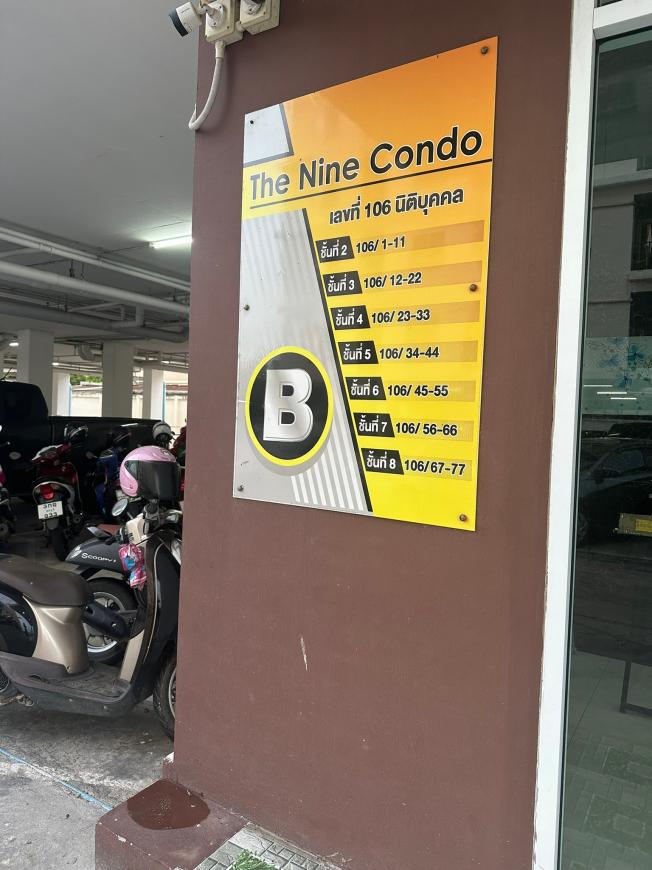 The Nine Condo
เลขที่ 106 นิติบุคคล
ชั้นที่ 2 106/ 1-11
ชั้นที่ 3 106/ 12-22
ชั้นที่ 4 106/ 23-33
ชั้นที่ 5 106/ 34-44
ชั้นที่ 6 106/ 45-55
ชั้นที่ 7 106/ 56-66
ชั้นที่ 8 106/67-77
B
SCOOPY i